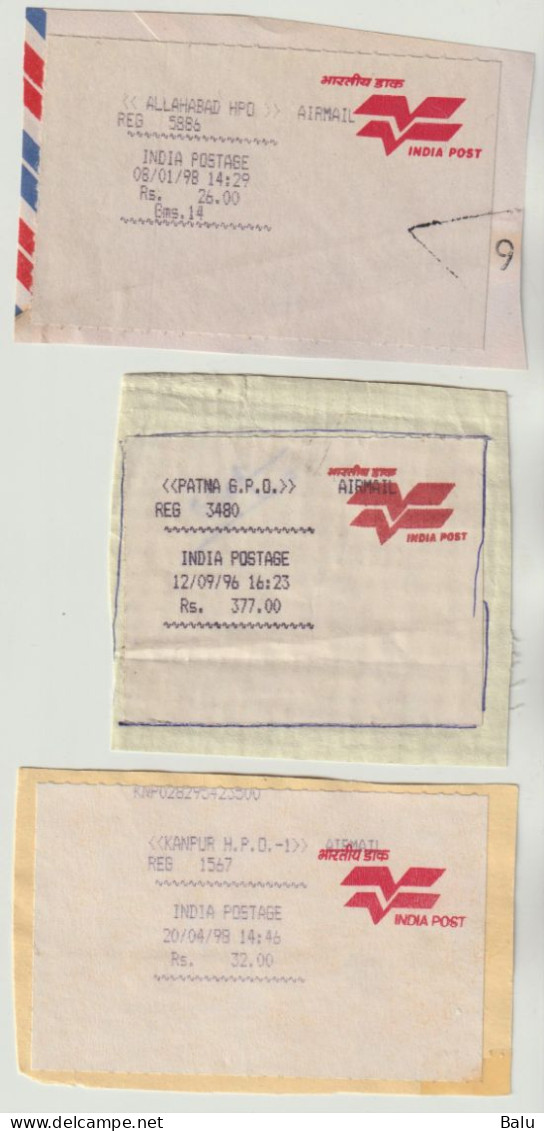 भारतीय डाक
<< ALLAHABAD HPO >> AIRMAIL
REG 5886
INDIA POST
INDIA POSTAGE
08/01/98 14:29
Rs. 26.00
Gms.14
9
भारतीय डाक
<<PATNA G.P.O.>> AIRMAIL
REG 3480
INDIA POST
INDIA POSTAGE
12/09/96 16:23
Rs. 377.00
KNP028295423500
<<KANPUR H.P.O.-1>> AIRMAIL
भारतीय डाक
REG 1567
INDIA POST
INDIA POSTAGE
20/04/98 14:46
Rs. 32.00
Balu